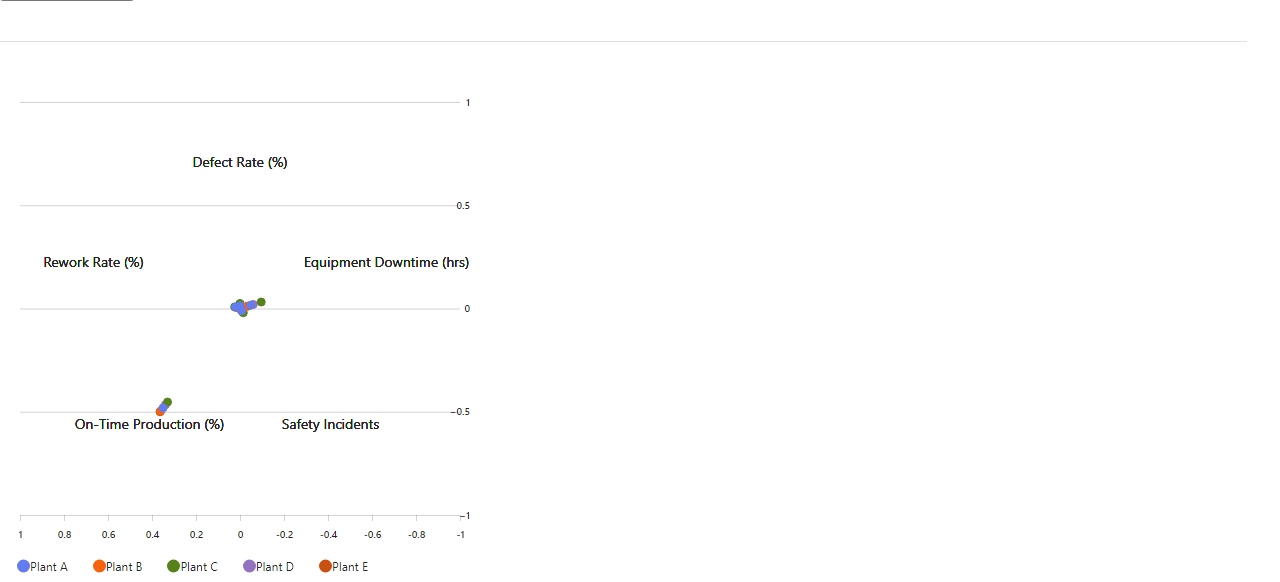 1
Defect Rate (%)
0.5
Rework Rate (%) Equipment Downtime (hrs)
0
-0.5
On-Time Production (%) Safety Incidents
-1
1 0.8 0.6 0.4 0.2 0 -0.2 -0.4 -0.6 -0.8 -1
Plant A Plant B Plant C Plant D Plant E